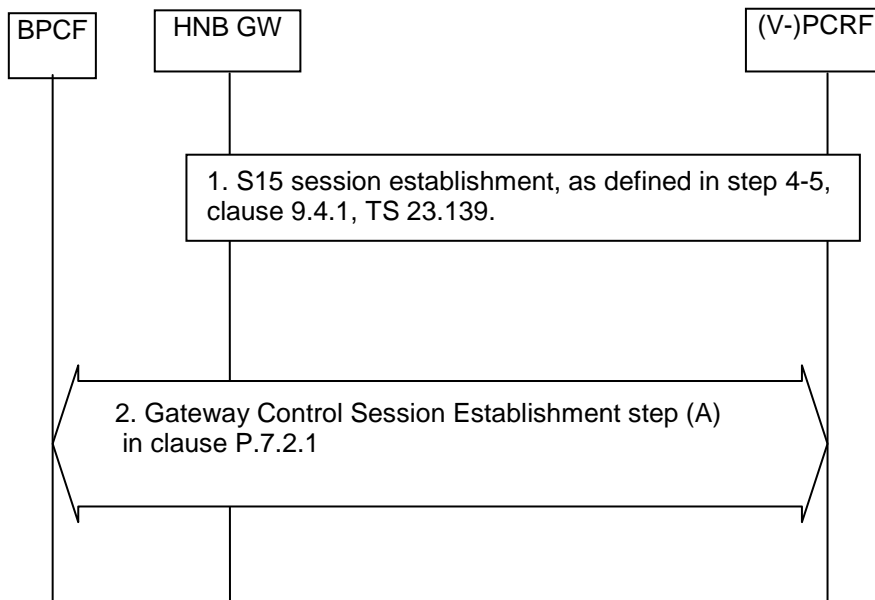 BPCF
HNB GW
(V-)PCRF
1. S15 session establishment, as defined in step 4-5,
clause 9.4.1, TS 23.139.
2. Gateway Control Session Establishment step (A)
in clause P.7.2.1